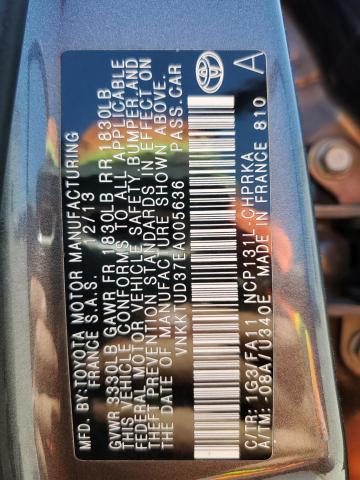 MFD. BY:TOYOTA MOTOR MANUFACTURING
FRANCE S.A.S. 12/13
GVWR 3330LB GAWR FR 1830LB RR 1830LB
THIS VEHICLE CONFORMS TO ALL APPLICABLE
FEDERAL MOTOR VEHICLE SAFETY, BUMPER, AND
THEFT PREVENTION STANDARDS IN EFFECT ON
THE DATE OF MANUFACTURE SHOWN ABOVE.
VNKKTUD37EA005636 PASS.CAR
C/TR: 1G3/FA11 NCP131L-CHPRKA
A/TM: -08A/U340E MADE IN FRANCE 810
A